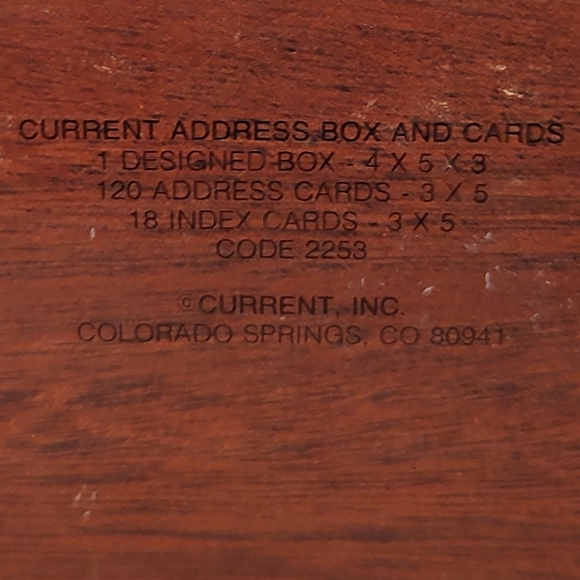 CURRENT ADDRESS BOX AND CARDS
1 DESIGNED BOX - 4 X 5 X 3
120 ADDRESS CARDS - 3 X 5
18 INDEX CARDS - 3 X 5
CODE 2253
© CURRENT, INC.
COLORADO SPRINGS, CO 80941